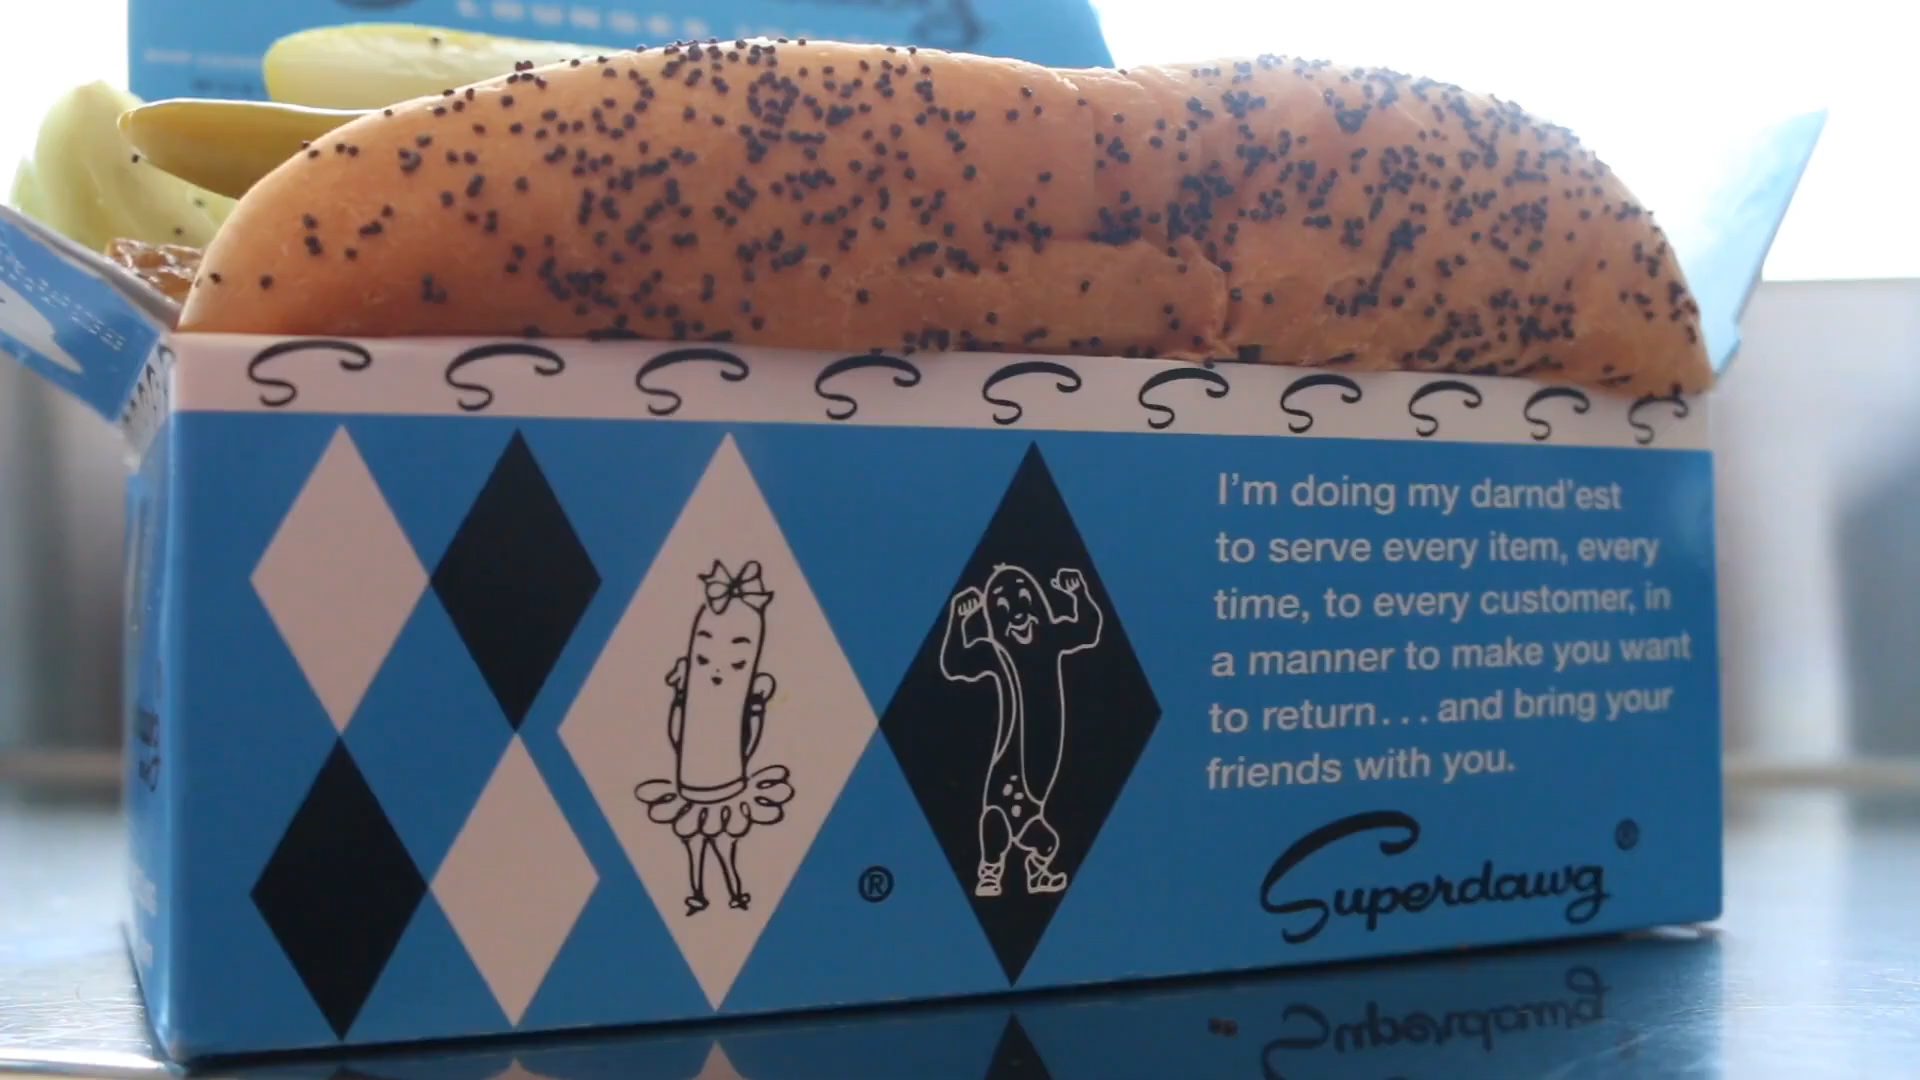 S S S S S S S S S S
I'm doing my darnd'est
to serve every item, every
time, to every customer, in
a manner to make you want
to return...and bring your
friends with you.
®
Superdawg ®